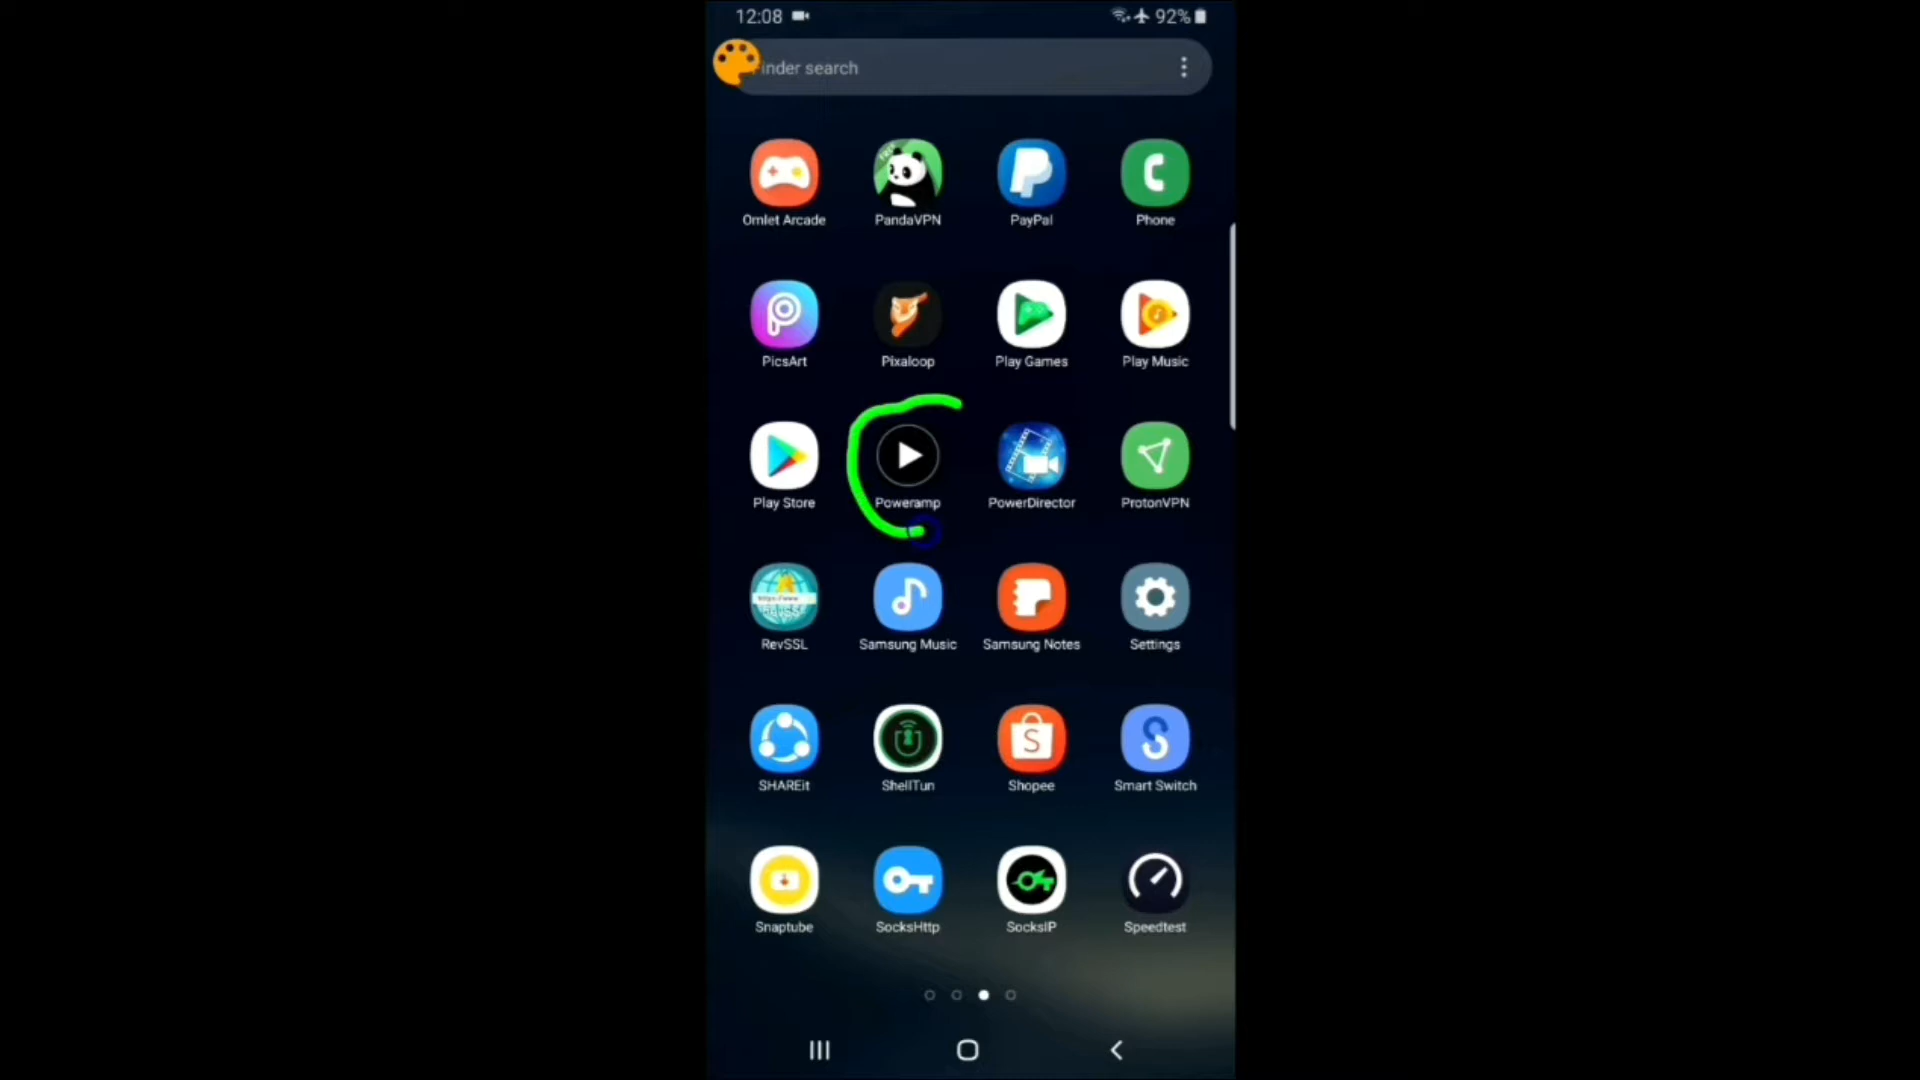 12:08 92%
Finder search
Omlet Arcade PandaVPN PayPal Phone
PicsArt Pixaloop Play Games Play Music
Play Store Poweramp PowerDirector ProtonVPN
RevSSL Samsung Music Samsung Notes Settings
SHAREit ShellTun Shopee Smart Switch
Snaptube SocksHttp SocksIP Speedtest